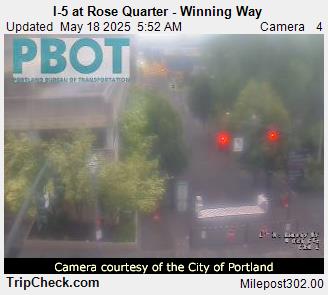 I-5 at Rose Quarter - Winning Way
Updated May 18 2025 5:52 AM Camera 4
PBOT
PORTLAND BUREAU OF TRANSPORTATION
Camera courtesy of the City of Portland
TripCheck.com Milepost302.00